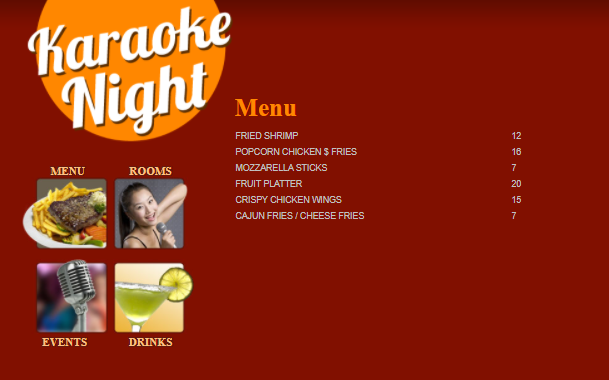 Karaoke
Night
Menu
FRIED SHRIMP 12
POPCORN CHICKEN $ FRIES 16
MOZZARELLA STICKS 7
FRUIT PLATTER 20
CRISPY CHICKEN WINGS 15
CAJUN FRIES / CHEESE FRIES 7
MENU ROOMS
EVENTS DRINKS